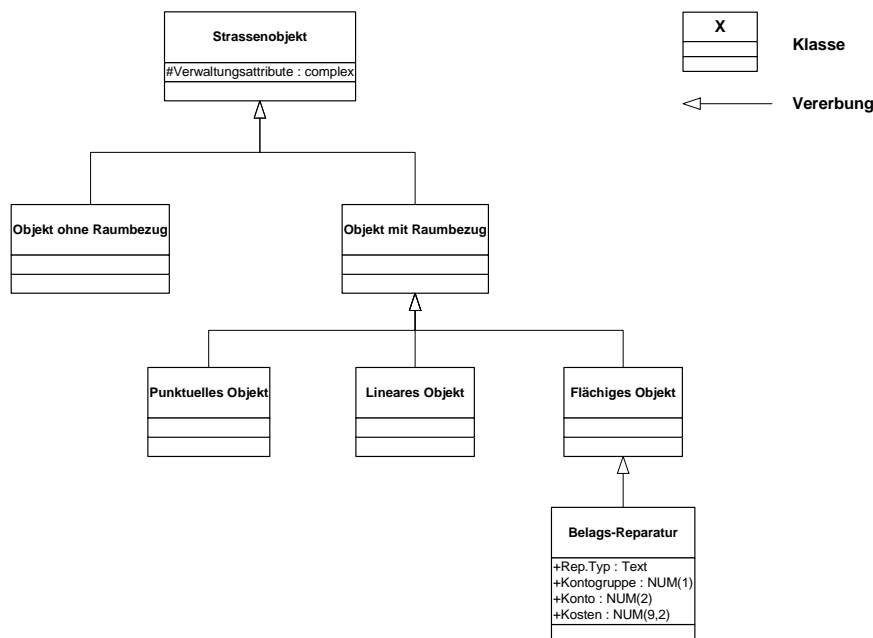 Strassenobjekt
#Verwaltungsattribute : complex
X
Klasse
Vererbung
Objekt ohne Raumbezug
Objekt mit Raumbezug
Punktuelles Objekt
Lineares Objekt
Flächiges Objekt
Belags-Reparatur
+Rep.Typ : Text
+Kontogruppe : NUM(1)
+Konto : NUM(2)
+Kosten : NUM(9,2)